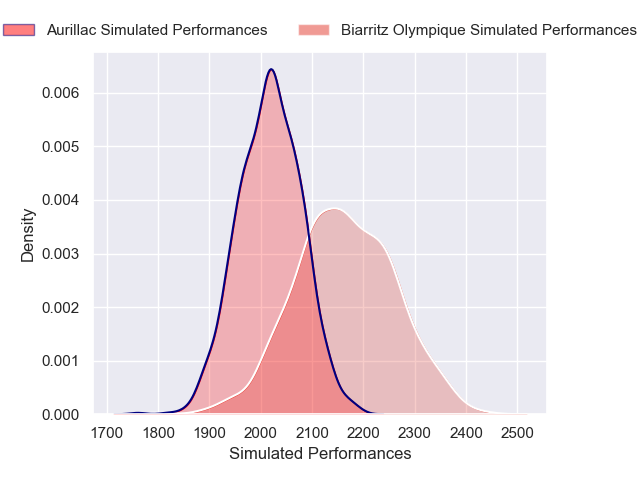 Aurillac Simulated Performances
Biarritz Olympique Simulated Performances
0.006
0.005
0.004
0.003
0.002
0.001
0.000
Density
1700 1800 1900 2000 2100 2200 2300 2400 2500
Simulated Performances